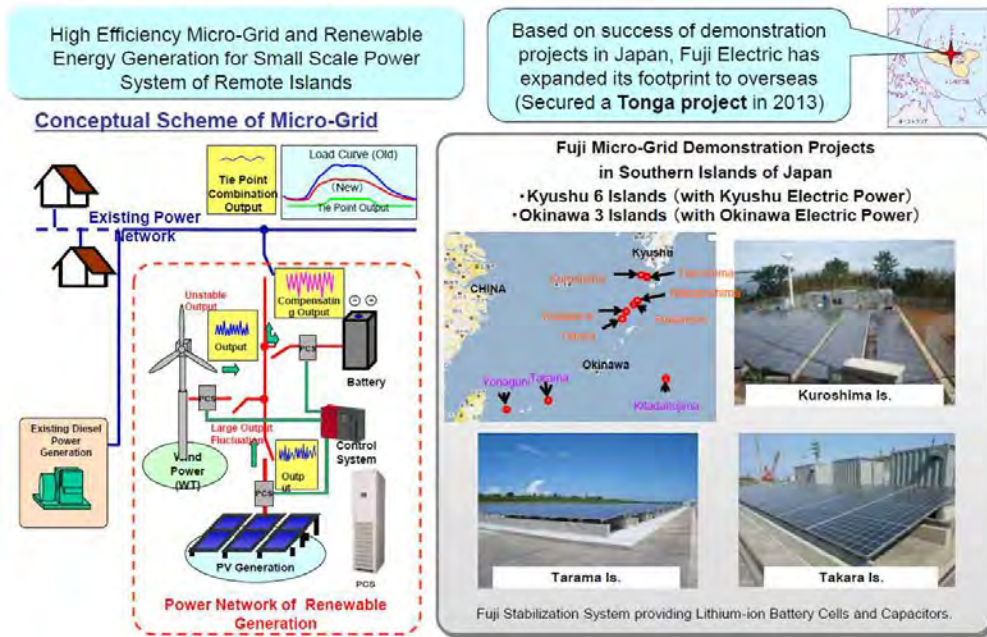 High Efficiency Micro-Grid and Renewable
Energy Generation for Small Scale Power
System of Remote Islands
Based on success of demonstration
projects in Japan, Fuji Electric has
expanded its footprint to overseas
(Secured a Tonga project in 2013)
Conceptual Scheme of Micro-Grid
Tie Point
Combination
Output
Load Curve (Old)
(New)
Tie Point Output
Existing Power
Network
Unstable
Output
Compensatin
g Output
Output
PCS
Battery
PCS
Large Output
Fluctuation
Control
System
Existing Diesel
Power
Generation
Wind
Power
(WT)
Outp
ut
PCS
PV Generation
PCS
Power Network of Renewable
Generation
Fuji Micro-Grid Demonstration Projects
in Southern Islands of Japan
・Kyushu 6 Islands (with Kyushu Electric Power)
・Okinawa 3 Islands (with Okinawa Electric Power)
Kyushu
CHINA
Okinawa
Yonaguni
Tarama
Kitadaitojima
Kuroshima Is.
Tarama Is.
Takara Is.
Fuji Stabilization System providing Lithium-ion Battery Cells and Capacitors.